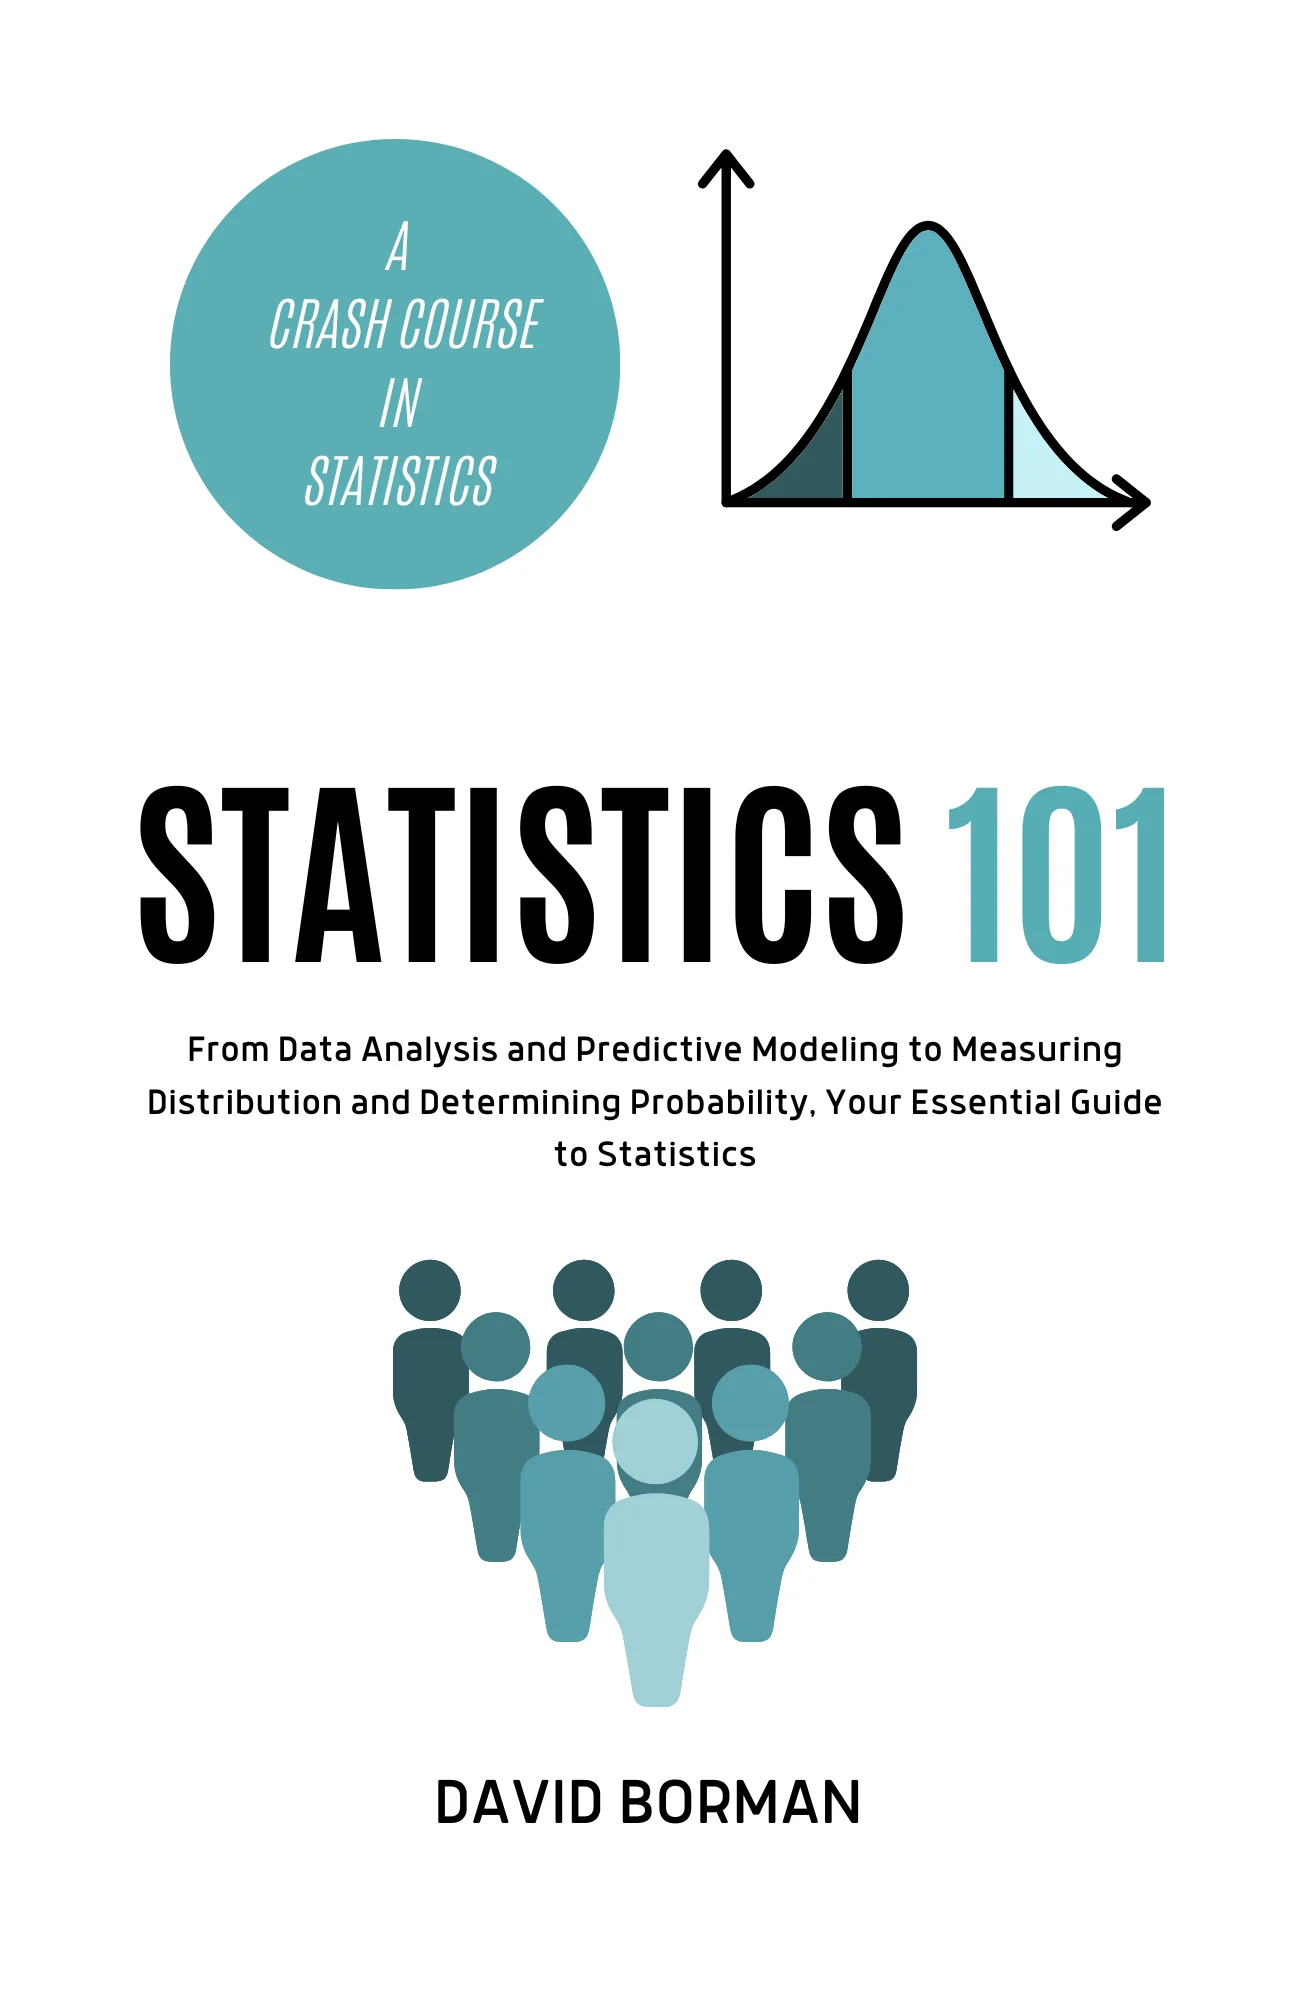 A
CRASH COURSE
IN
STATISTICS
STATISTICS 101
From Data Analysis and Predictive Modeling to Measuring
Distribution and Determining Probability, Your Essential Guide
to Statistics
DAVID BORMAN